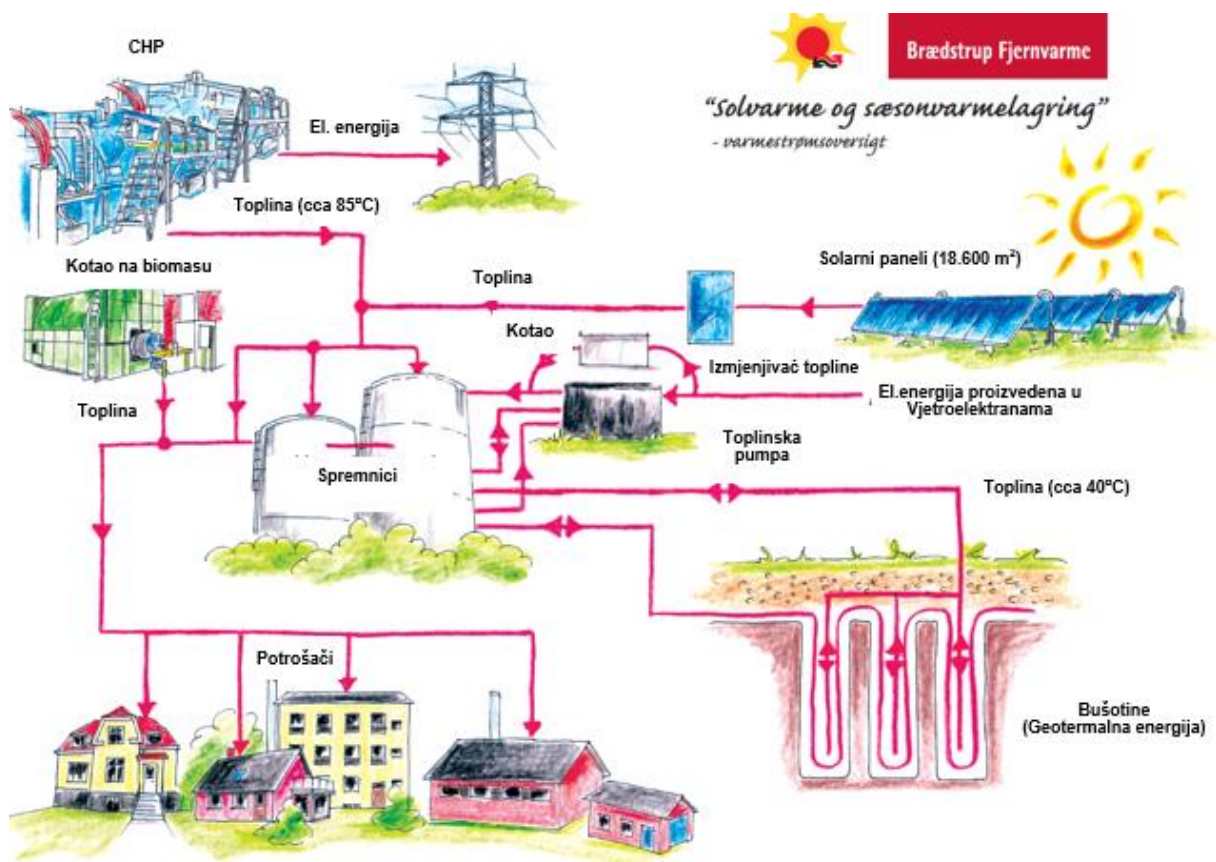 CHP
Brædstrup Fjernvarme
"Solvarme og sæsonvarmelagring"
- varmestrømsoversigt
El. energija
Toplina (cca 85ºC)
Kotao na biomasu
Solarni paneli (18.600 m²)
Toplina
Kotao
Izmjenjivač topline
El.energija proizvedena u
Vjetroelektranama
Toplina
Toplinska
pumpa
Spremnici
Toplina (cca 40ºC)
Potrošači
Bušotine
(Geotermalna energija)